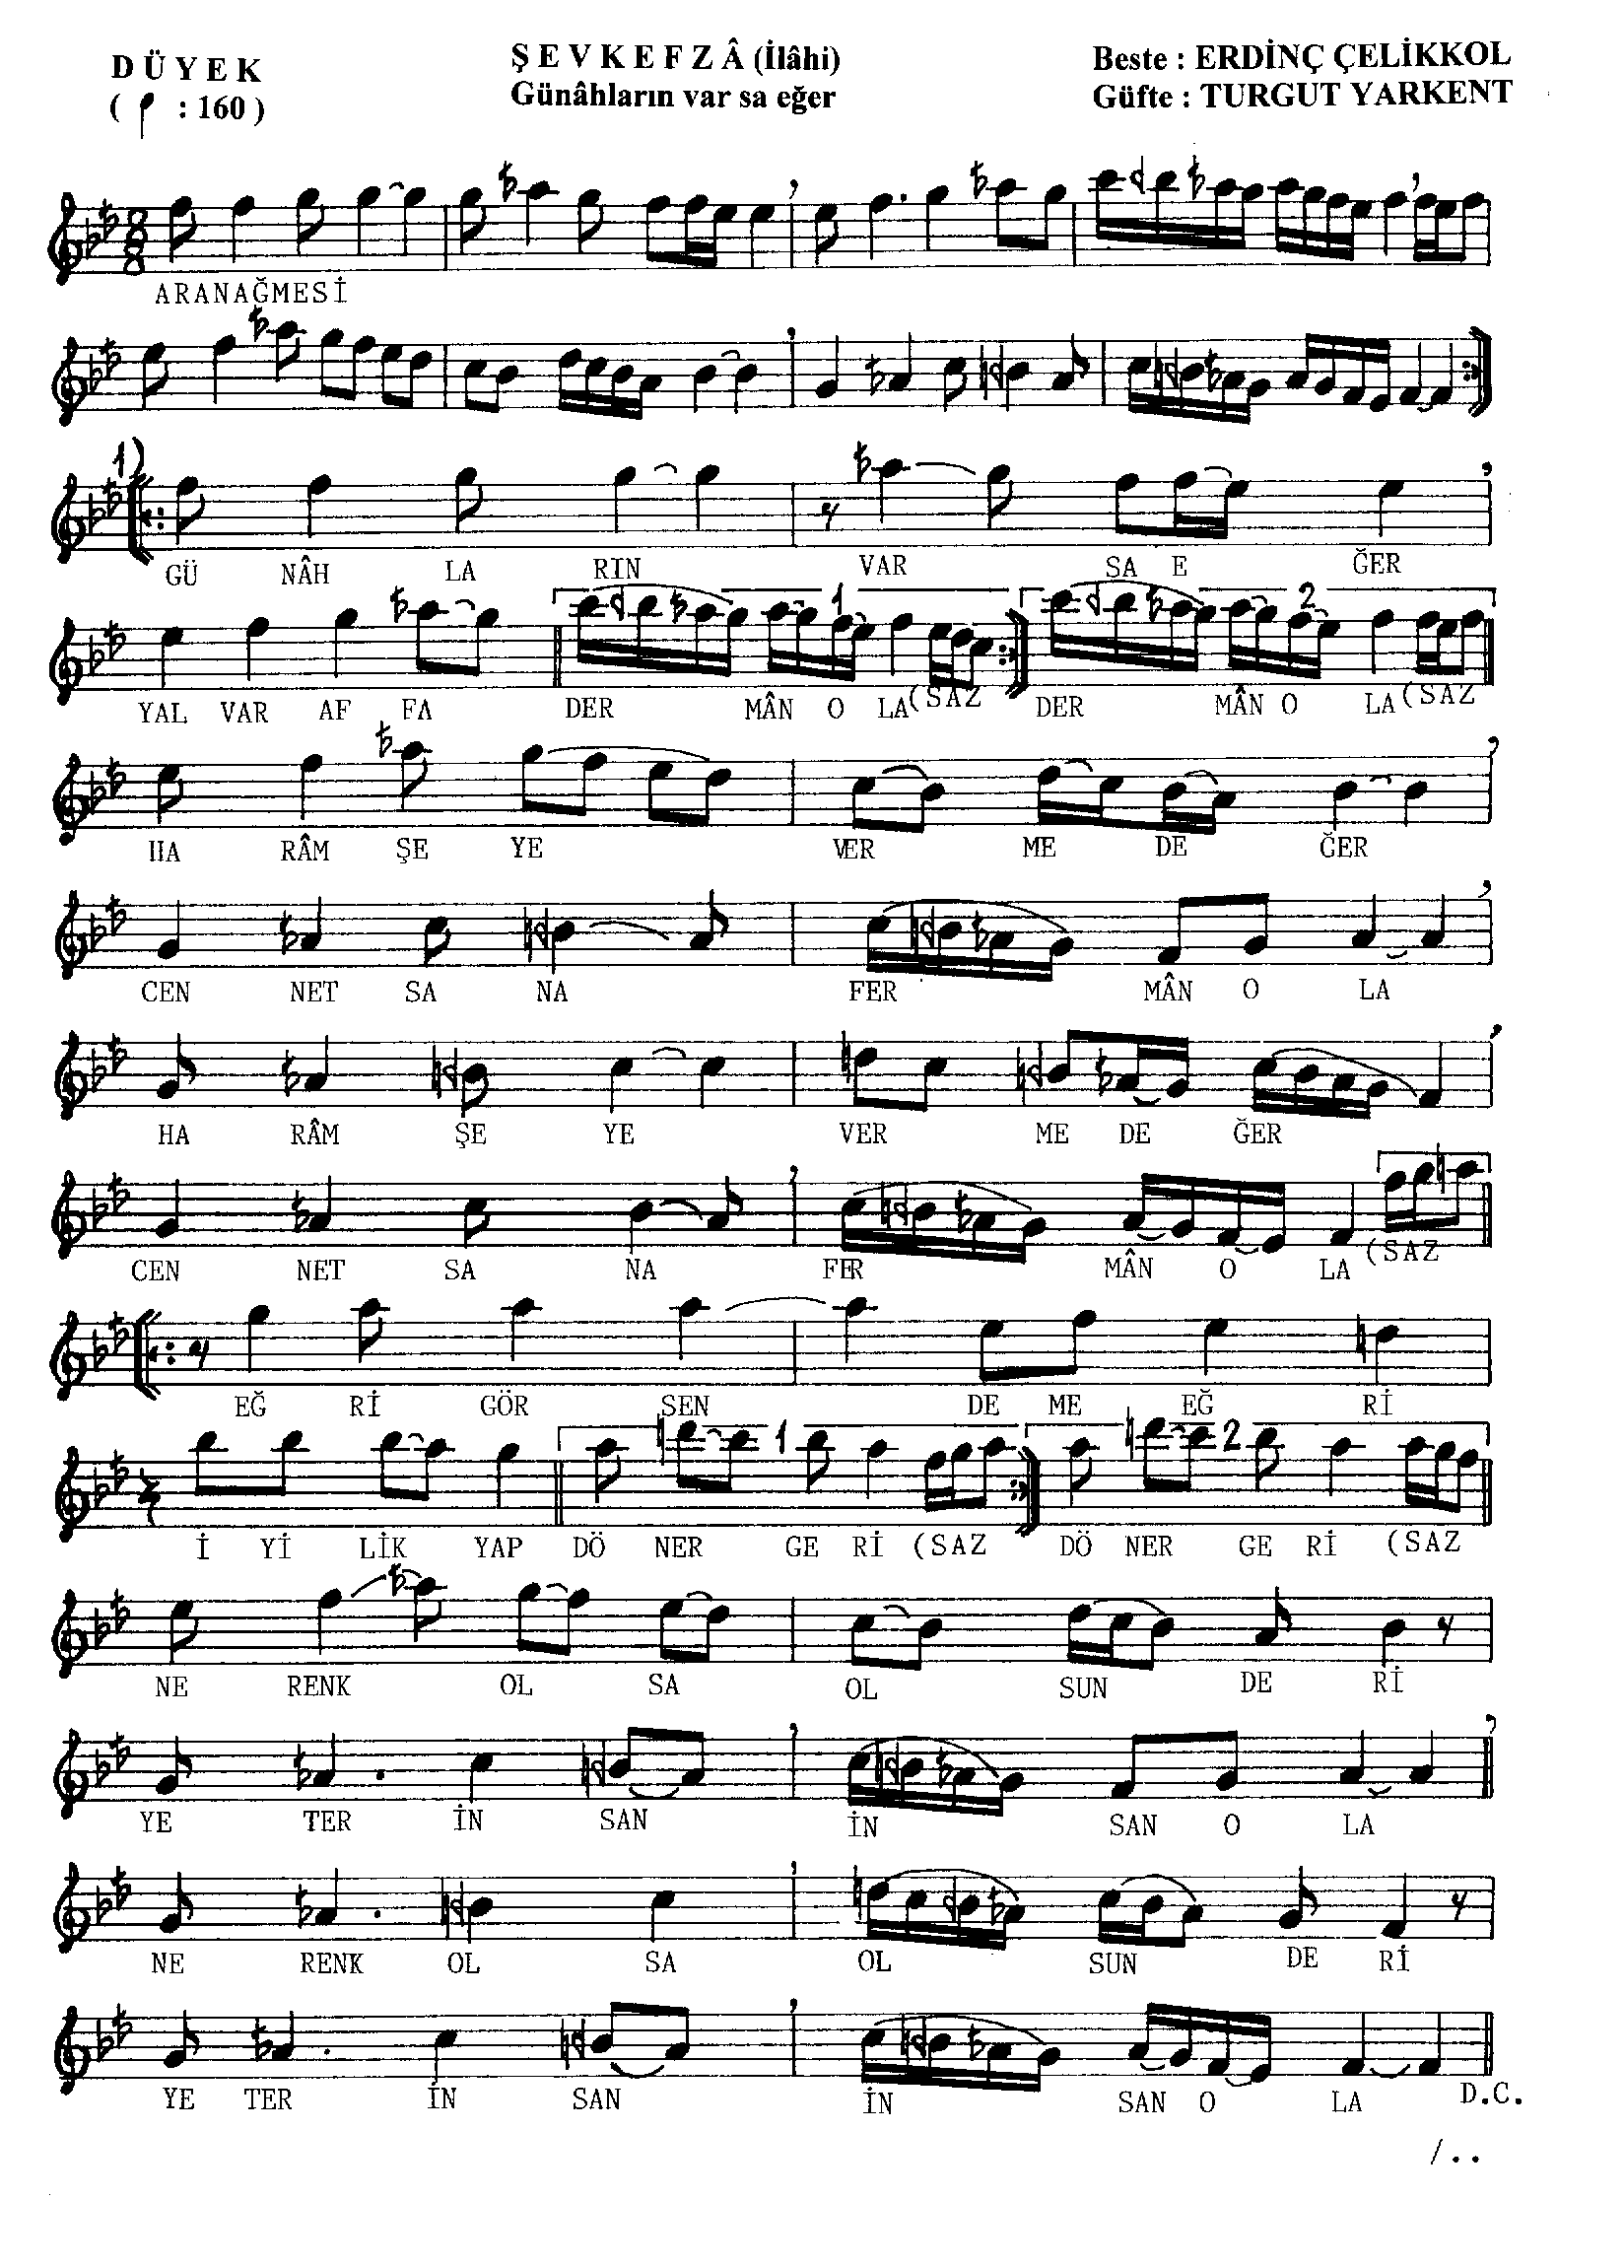 DÜYEK
( : 160 )
ŞEVKEFZÂ (İlâhi)
Günâhların var sa eğer
Beste : ERDİNÇ ÇELİKKOL
Güfte : TURGUT YARKENT
8 8
ARANAĞMESİ
1)
GÜ NÂH LA RIN VAR SA E ĞER
1 2
YAL VAR AF FA DER MÂN O LA (SAZ DER MÂN O LA (SAZ
HA RÂM ŞE YE VER ME DE ĞER
CEN NET SA NA FER MÂN O LA
HA RÂM ŞE YE VER ME DE ĞER
CEN NET SA NA FER MÂN O LA (SAZ
EĞ Rİ GÖR SEN DE ME EĞ Rİ
1 2
İ Yİ LİK YAP DÖ NER GE Rİ (SAZ DÖ NER GE Rİ (SAZ
NE RENK OL SA OL SUN DE Rİ
YE TER İN SAN İN SAN O LA
NE RENK OL SA OL SUN DE Rİ
YE TER İN SAN İN SAN O LA D.C.
/..